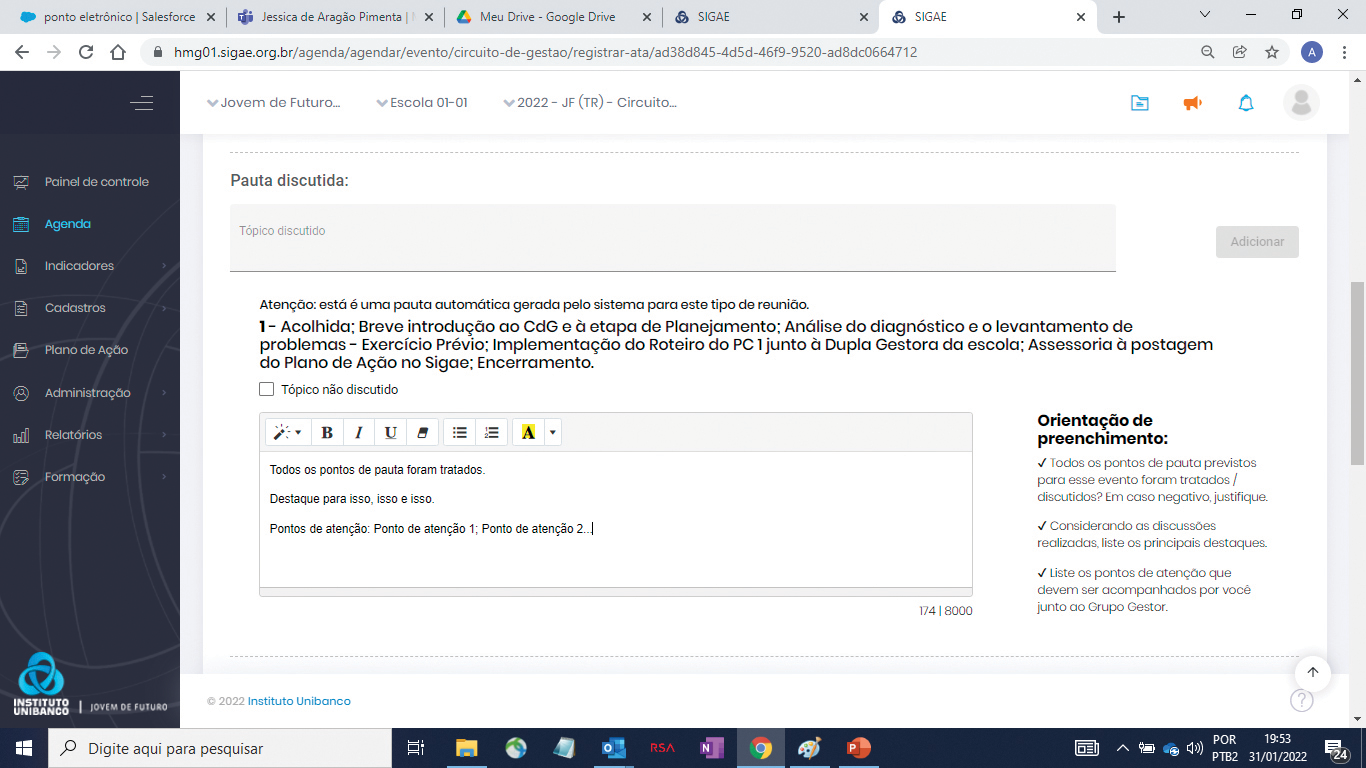 ponto eletrônico | Salesforce
Jessica de Aragão Pimenta |
Meu Drive - Google Drive
SIGAE
SIGAE
hmg01.sigae.org.br/agenda/agendar/evento/circuito-de-gestao/registrar-ata/ad38d845-4d5d-46f9-9520-ad8dc0664712
A
Jovem de Futuro...
Escola 01-01
2022 - JF (TR) - Circuito...
Painel de controle
Agenda
Indicadores
Cadastros
Plano de Ação
Administração
Relatórios
Formação
INSTITUTO
UNIBANCO
JOVEM DE FUTURO
Pauta discutida:
Tópico discutido
Adicionar
Atenção: está é uma pauta automática gerada pelo sistema para este tipo de reunião.
1 - Acolhida; Breve introdução ao CdG e à etapa de Planejamento; Análise do diagnóstico e o levantamento de
problemas - Exercício Prévio; Implementação do Roteiro do PC 1 junto à Dupla Gestora da escola; Assessoria à postagem
do Plano de Ação no Sigae; Encerramento.
Tópico não discutido
B I U A
Todos os pontos de pauta foram tratados.
Destaque para isso, isso e isso.
Pontos de atenção: Ponto de atenção 1; Ponto de atenção 2...
174 | 8000
Orientação de
preenchimento:
✓ Todos os pontos de pauta previstos
para esse evento foram tratados /
discutidos? Em caso negativo, justifique.
✓ Considerando as discussões
realizadas, liste os principais destaques.
✓ Liste os pontos de atenção que
devem ser acompanhados por você
junto ao Grupo Gestor.
© 2022 Instituto Unibanco
?
Digite aqui para pesquisar
RSA
POR
PTB2
19:53
31/01/2022
24